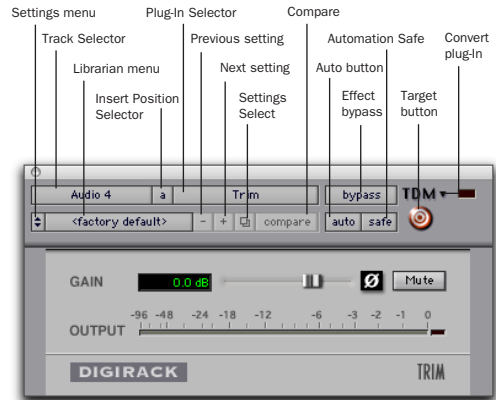 Settings menu Plug-In Selector Compare
Track Selector Previous setting Automation Safe Convert plug-In
Librarian menu Next setting Auto button
Insert Position Selector Settings Select Effect bypass Target button
Audio 4 a Trim bypass TDM
<factory default> - + compare auto safe
GAIN 0.0 dB Ø Mute
-96 -48 -24 -18 -12 -6 -3 -2 -1 0
OUTPUT
DIGIRACK TRIM